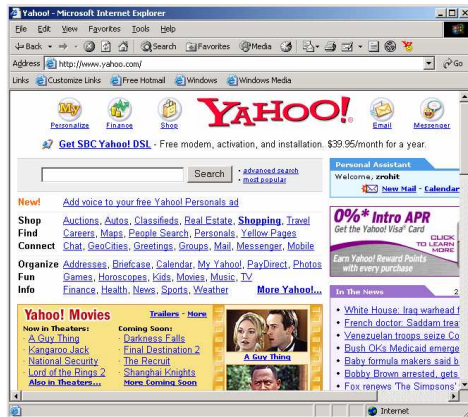 Yahoo! - Microsoft Internet Explorer
File Edit View Favorites Tools Help
Back Search Favorites Media
Address http://www.yahoo.com/ Go
Links Customize Links Free Hotmail Windows Windows Media
My YAHOO!
Personalize Finance Shop Email Messenger
Get SBC Yahoo! DSL - Free modem, activation, and installation. $39.95/month for a year.
Search
· advanced search
· most popular
Personal Assistant
Welcome, zrohit
New Mail - Calendar
New! Add voice to your free Yahoo! Personals ad
Shop Auctions, Autos, Classifieds, Real Estate, Shopping, Travel
Find Careers, Maps, People Search, Personals, Yellow Pages
Connect Chat, GeoCities, Greetings, Groups, Mail, Messenger, Mobile
Organize Addresses, Briefcase, Calendar, My Yahoo!, PayDirect, Photos
Fun Games, Horoscopes, Kids, Movies, Music, TV
Info Finance, Health, News, Sports, Weather More Yahoo!...
0%* Intro APR
Get the Yahoo! Visa® Card
CLICK
TO LEARN
MORE
Earn Yahoo! Reward Points
with every purchase
In The News 2
• White House: Iraq warhead f
• French doctor: Saddam trea
• Venezuelan troops seize Co
• Bush OKs Medicaid emerge
• Baby formula makers said b
• Bobby Brown arrested, gets
• Fox renews 'The Simpsons'
Yahoo! Movies Trailers - More
Now in Theaters:
· A Guy Thing
· Kangaroo Jack
· National Security
· Lord of the Rings 2
Also in Theaters...
Coming Soon:
· Darkness Falls
· Final Destination 2
· The Recruit
· Shanghai Knights
More Coming Soon
A Guy Thing
Internet